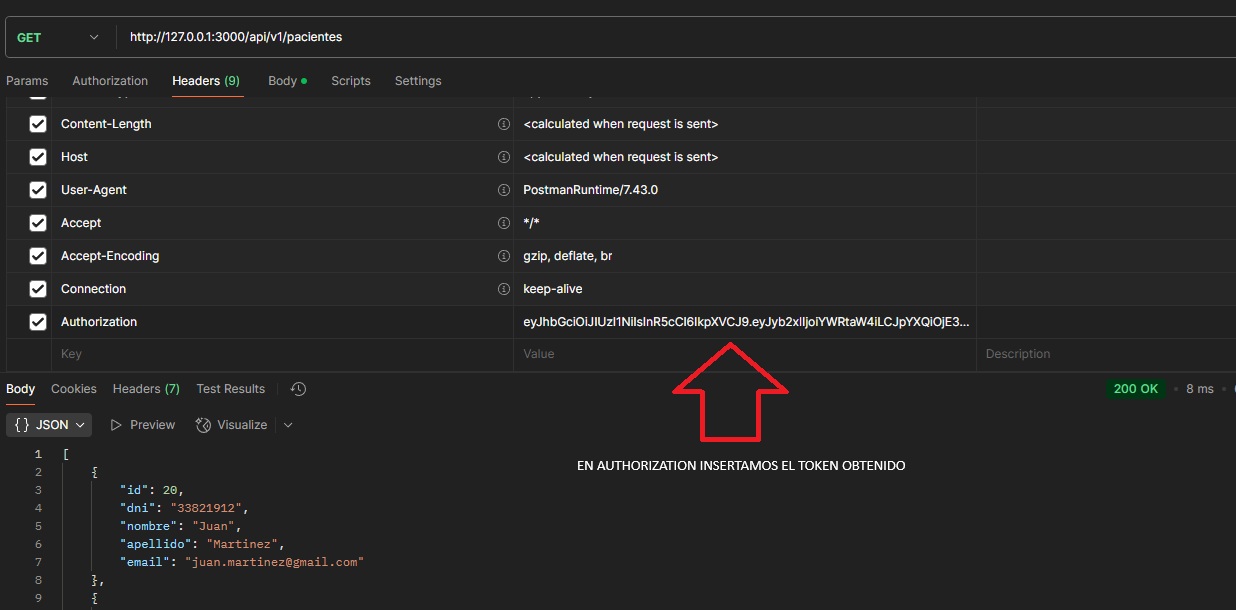 GET http://127.0.0.1:3000/api/v1/pacientes
Params Authorization Headers (9) Body Scripts Settings
Content-Length <calculated when request is sent>
Host <calculated when request is sent>
User-Agent PostmanRuntime/7.43.0
Accept */*
Accept-Encoding gzip, deflate, br
Connection keep-alive
Authorization eyJhbGciOiJIUzI1NiIsInR5cCI6IkpXVCJ9.eyJyb2xlIjoiYWRtaW4iLCJpYXQiOjE3...
Key Value Description
Body Cookies Headers (7) Test Results 200 OK 8 ms
{} JSON Preview Visualize
EN AUTHORIZATION INSERTAMOS EL TOKEN OBTENIDO
1 [
2 {
3 "id": 20,
4 "dni": "33821912",
5 "nombre": "Juan",
6 "apellido": "Martinez",
7 "email": "juan.martinez@gmail.com"
8 },
9 {